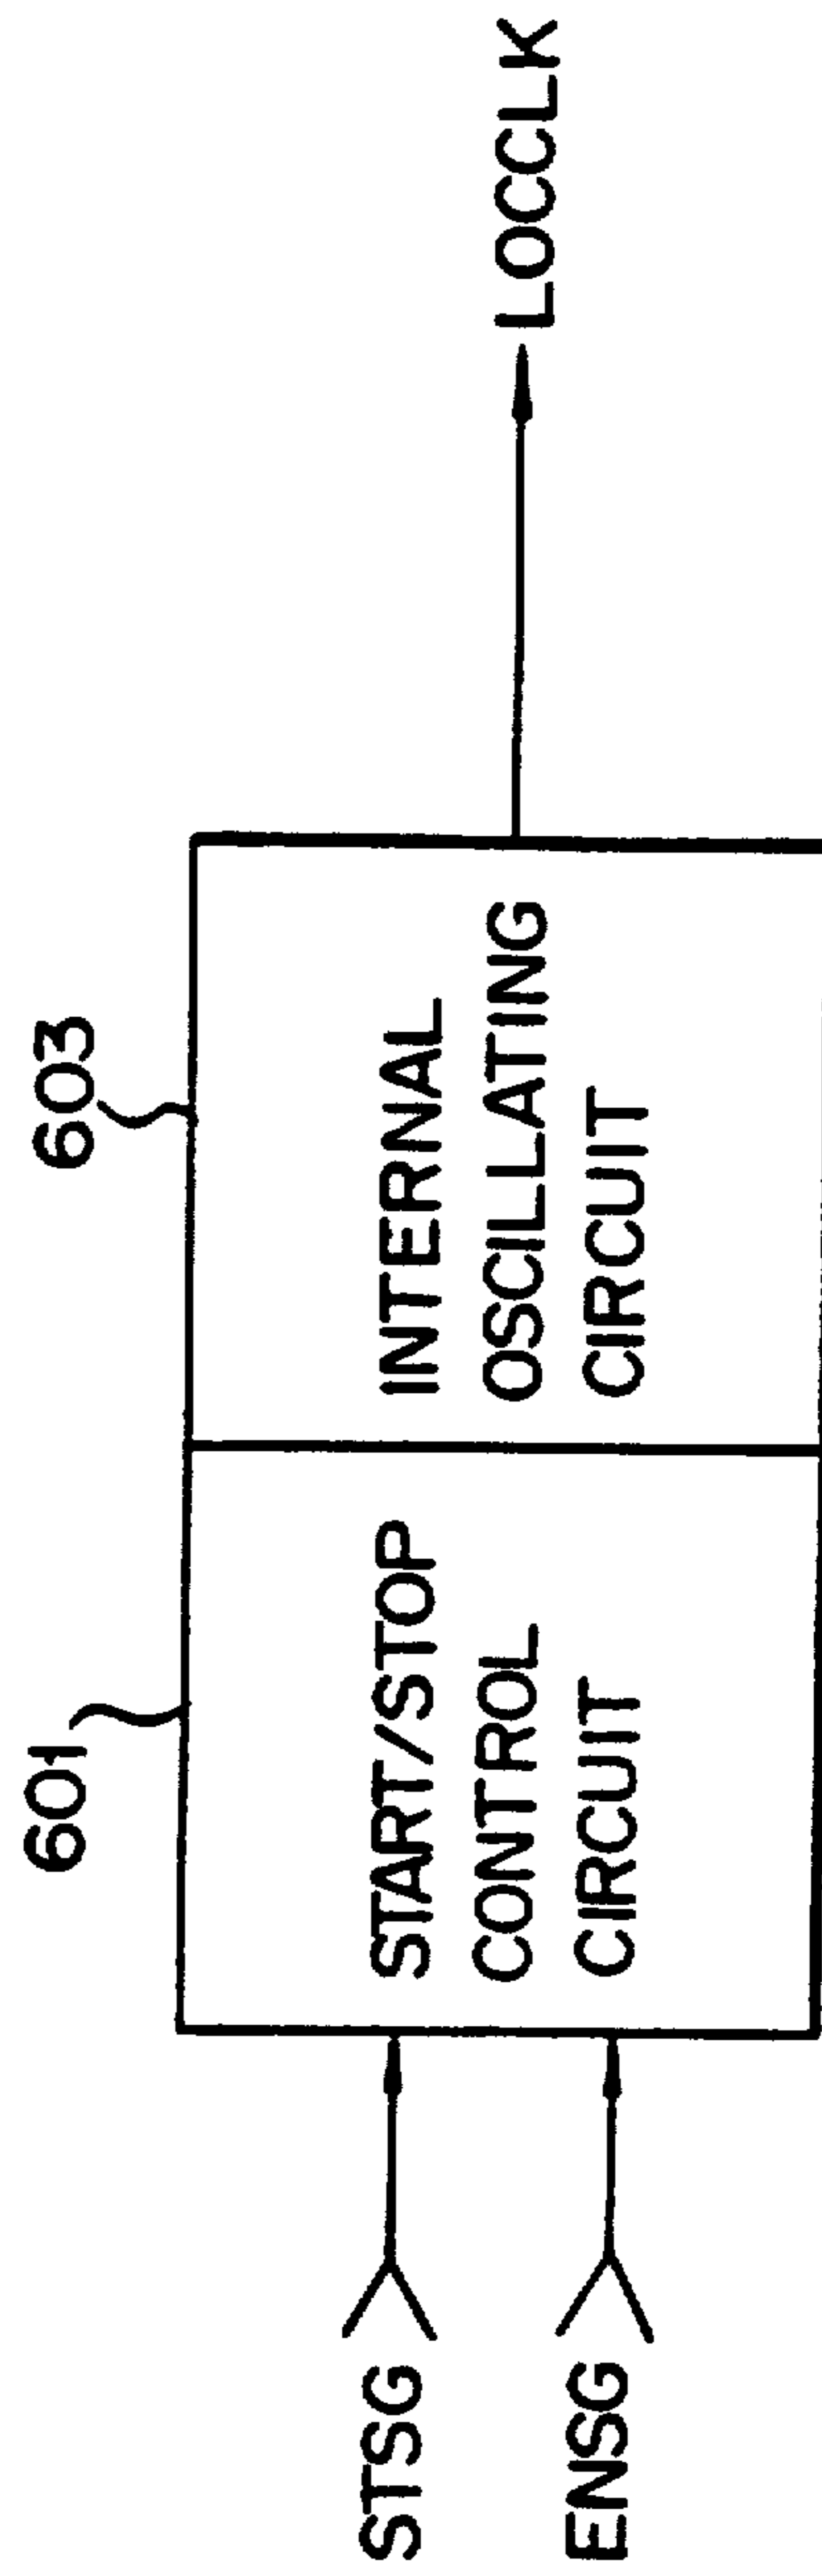 601
603
STSG
ENSG
START/STOP
CONTROL
CIRCUIT
INTERNAL
OSCILLATING
CIRCUIT
LOCCLK